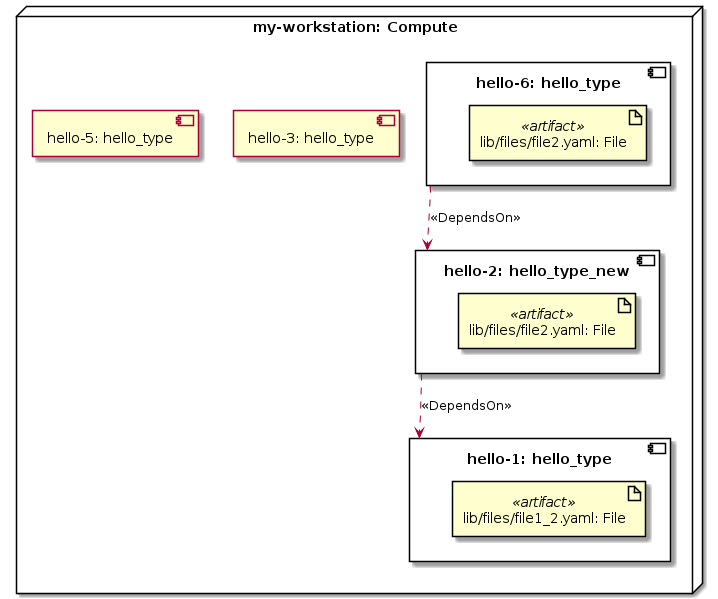 my-workstation: Compute
hello-6: hello_type
«artifact»
lib/files/file2.yaml: File
hello-5: hello_type
hello-3: hello_type
«DependsOn»
hello-2: hello_type_new
«artifact»
lib/files/file2.yaml: File
«DependsOn»
hello-1: hello_type
«artifact»
lib/files/file1_2.yaml: File